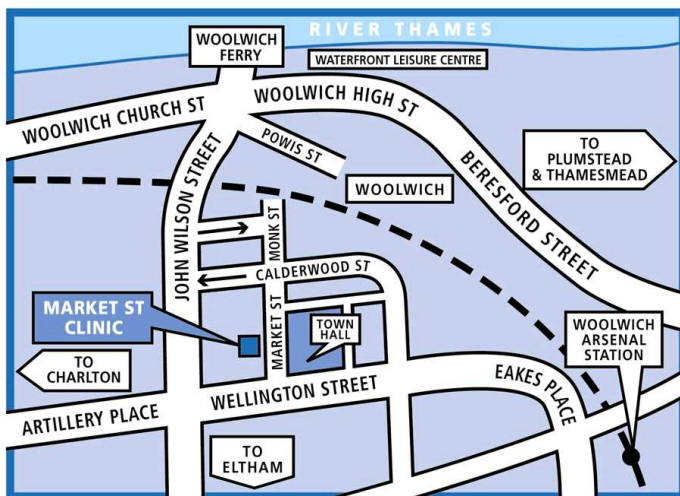 RIVER THAMES
WOOLWICH
FERRY
WATERFRONT LEISURE CENTRE
WOOLWICH CHURCH ST
WOOLWICH HIGH ST
POWIS ST
TO
PLUMSTEAD
& THAMESMEAD
WOOLWICH
BERESFORD STREET
JOHN WILSON STREET
MONK ST
CALDERWOOD ST
MARKET ST
CLINIC
MARKET ST
TOWN
HALL
WOOLWICH
ARSENAL
STATION
TO
CHARLTON
WELLINGTON STREET
EAKES PLACE
ARTILLERY PLACE
TO
ELTHAM